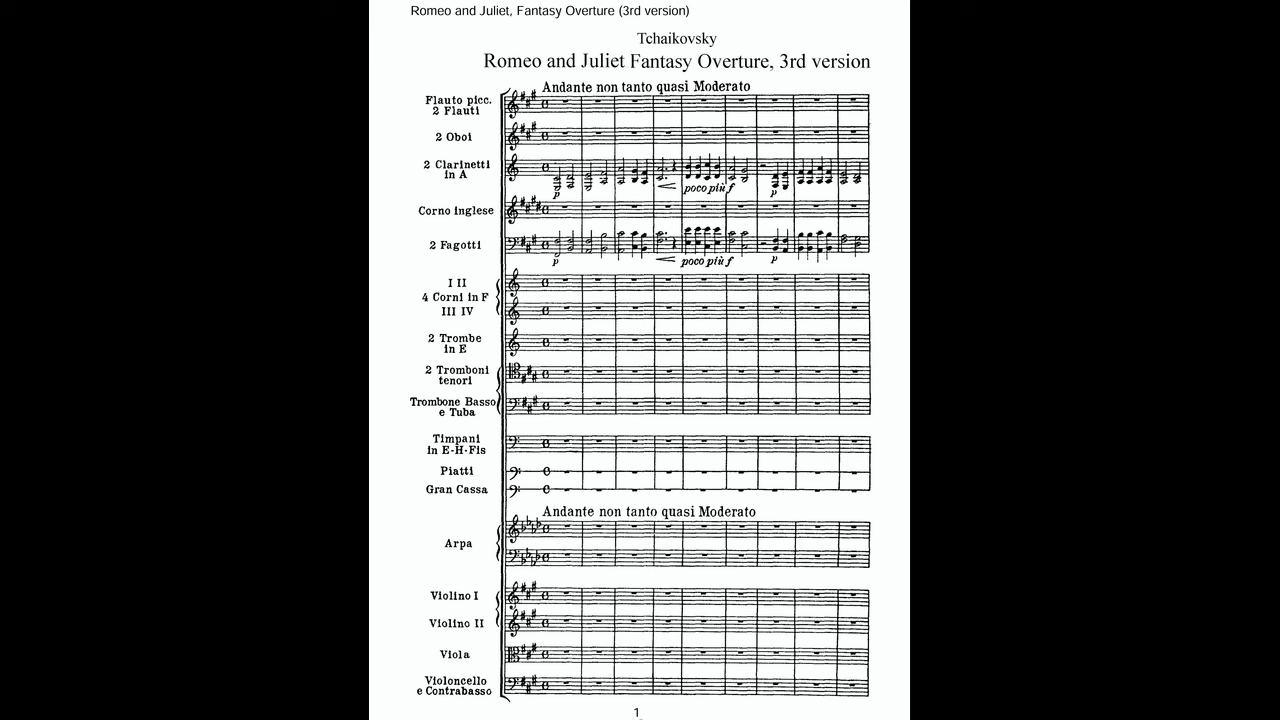 Romeo and Juliet, Fantasy Overture (3rd version)
Tchaikovsky
Romeo and Juliet Fantasy Overture, 3rd version
Andante non tanto quasi Moderato
Flauto picc.
2 Flauti
2 Oboi
2 Clarinetti
in A
p
poco più f
p
Corno inglese
2 Fagotti
p
poco più f
p
I II
4 Corni in F
III IV
2 Trombe
in E
2 Tromboni
tenori
Trombone Basso
e Tuba
Timpani
in E-H-Fis
Piatti
Gran Cassa
Andante non tanto quasi Moderato
Arpa
Violino I
Violino II
Viola
Violoncello
e Contrabasso
1